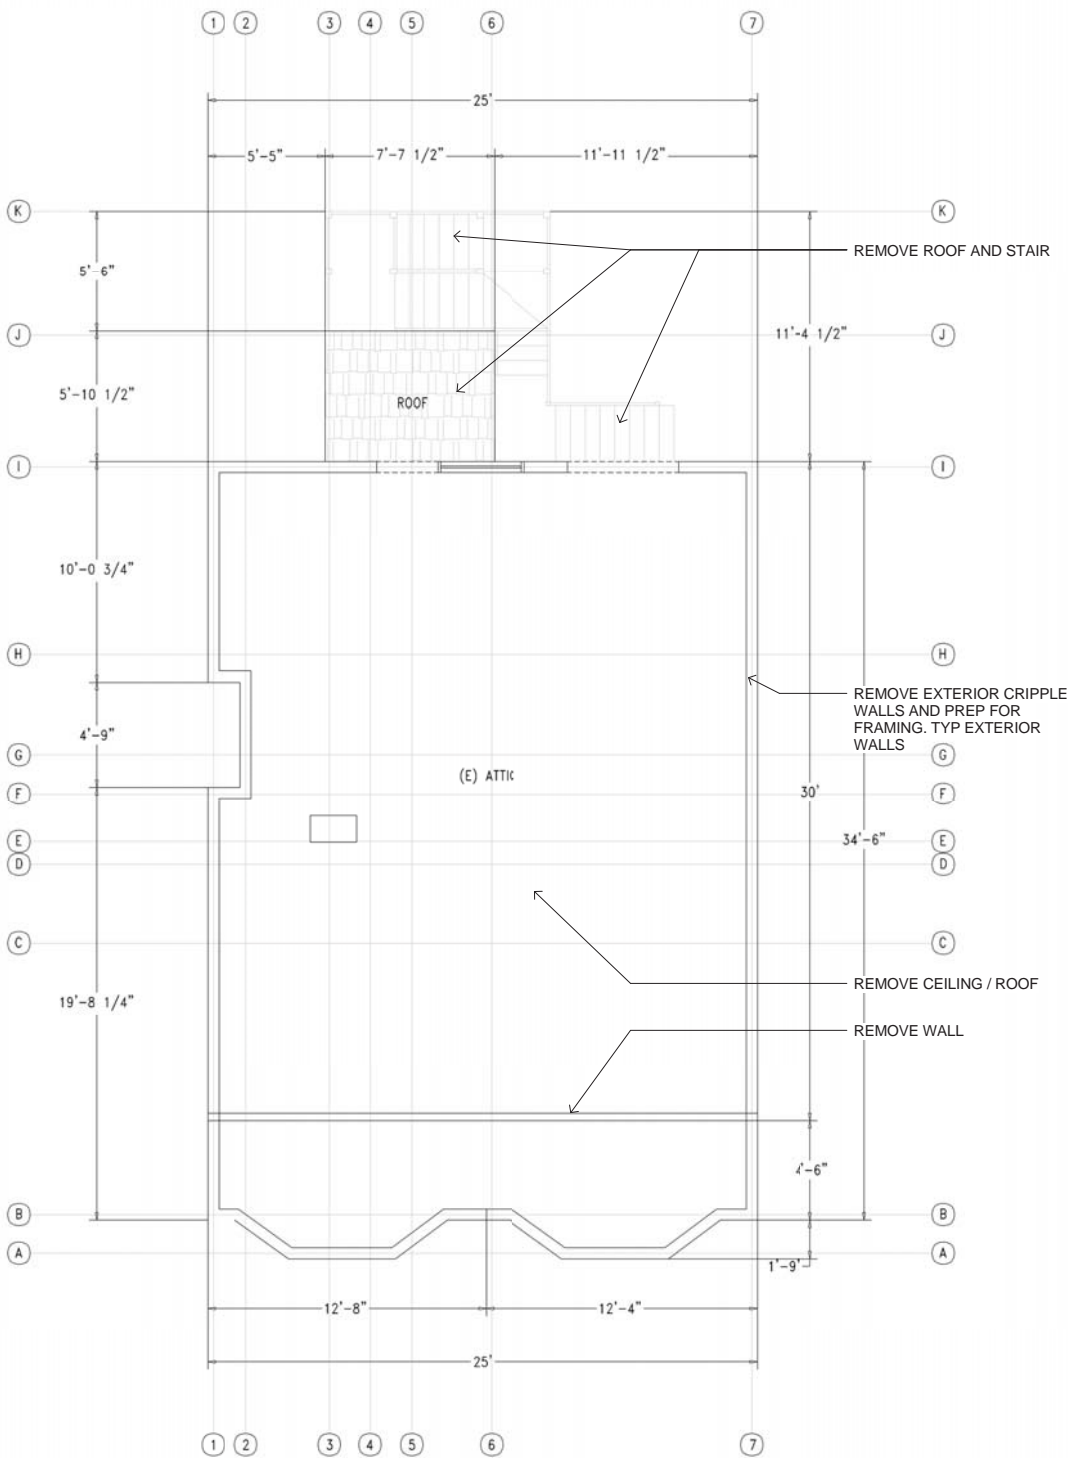 1 2 3 4 5 6 7
25'
5'-5" 7'-7 1/2" 11'-11 1/2"
K K
REMOVE ROOF AND STAIR
5'-6"
J 11'-4 1/2" J
5'-10 1/2"
ROOF
I I
10'-0 3/4"
H H
REMOVE EXTERIOR CRIPPLE
WALLS AND PREP FOR
FRAMING. TYP EXTERIOR
WALLS
4'-9"
G G
(E) ATTIC
F 30' F
E 34'-6" E
D D
C C
REMOVE CEILING / ROOF
19'-8 1/4"
REMOVE WALL
4'-6"
B B
A A
1'-9'
12'-8" 12'-4"
25'
1 2 3 4 5 6 7